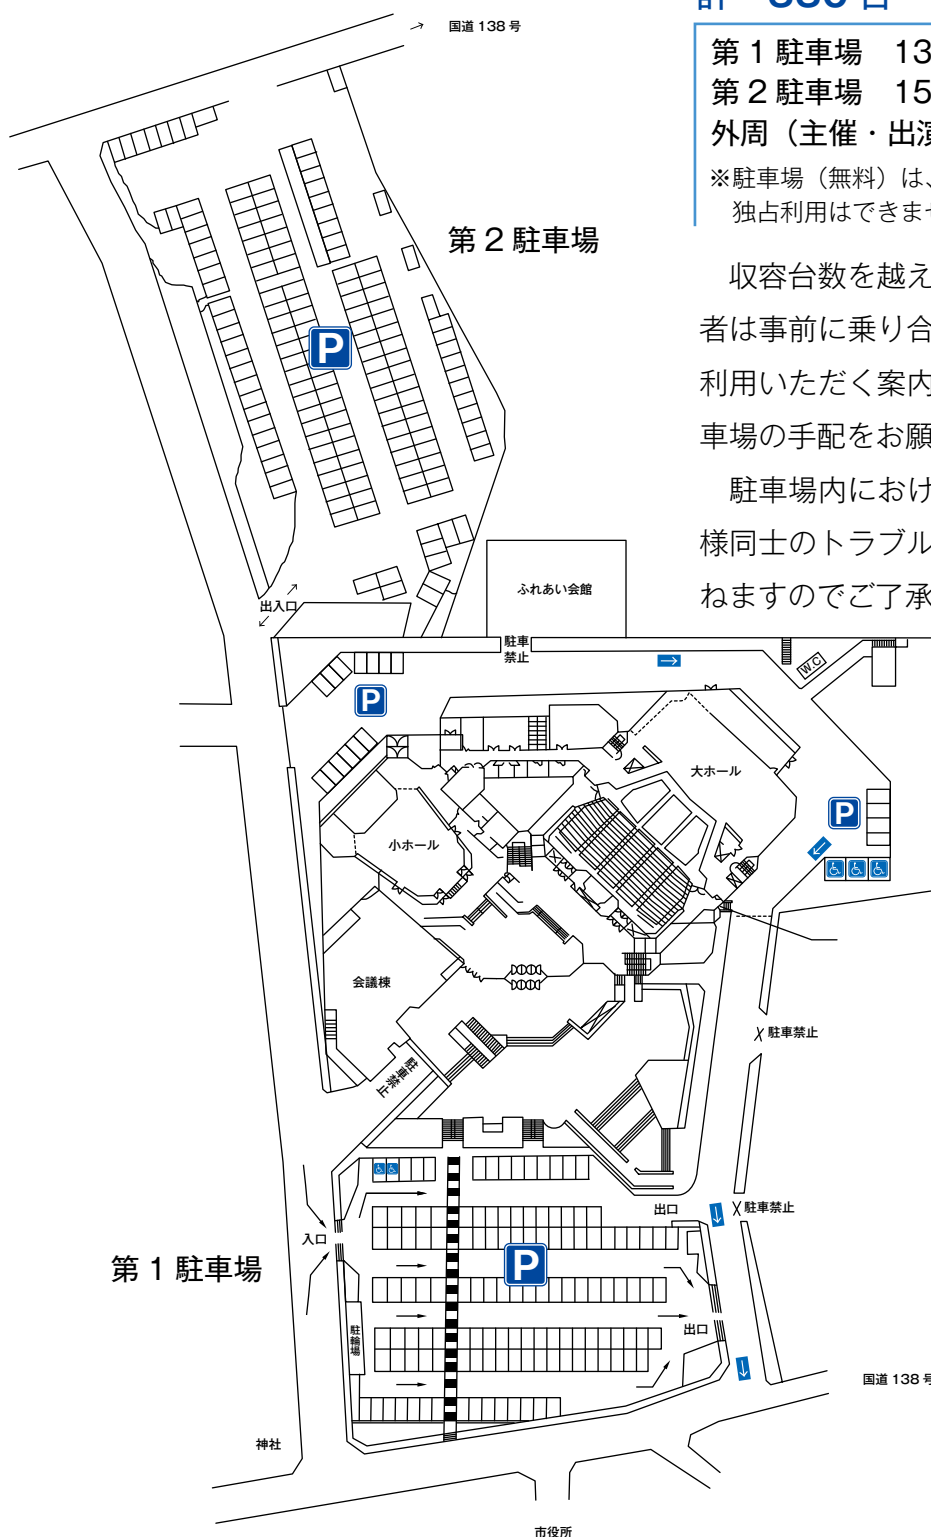 国道 138 号
第 1 駐車場
第 2 駐車場
外周（主催・出
※駐車場（無料）は、
独占利用はできませ
第 2 駐車場
収容台数を越え
者は事前に乗り合
利用いただく案内
車場の手配をお願
駐車場内におけ
様同士のトラブル
ねますのでご了承
P
ふれあい会館
出入口
駐車
禁止
W.C
P
大ホール
P
小ホール
会議棟
駐車禁止
駐車禁止
出口
駐車禁止
入口
P
第 1 駐車場
駐輪場
出口
国道 138 号
神社
市役所